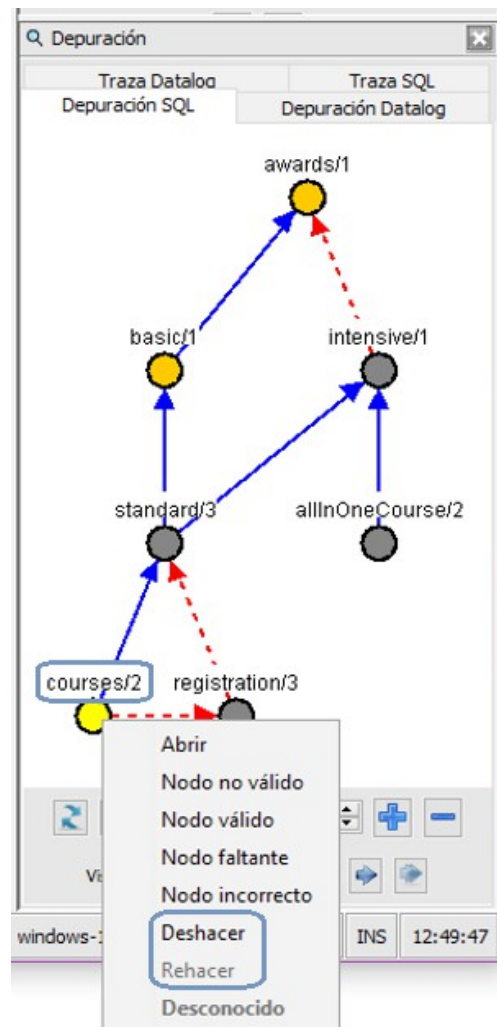 Depuración
Traza Datalog Traza SQL
Depuración SQL Depuración Datalog
awards/1
basic/1 intensive/1
standard/3 allInOneCourse/2
courses/2 registration/3
Abrir
Nodo no válido
Nodo válido
Nodo faltante
Nodo incorrecto
Deshacer
Rehacer
Desconocido
INS 12:49:47